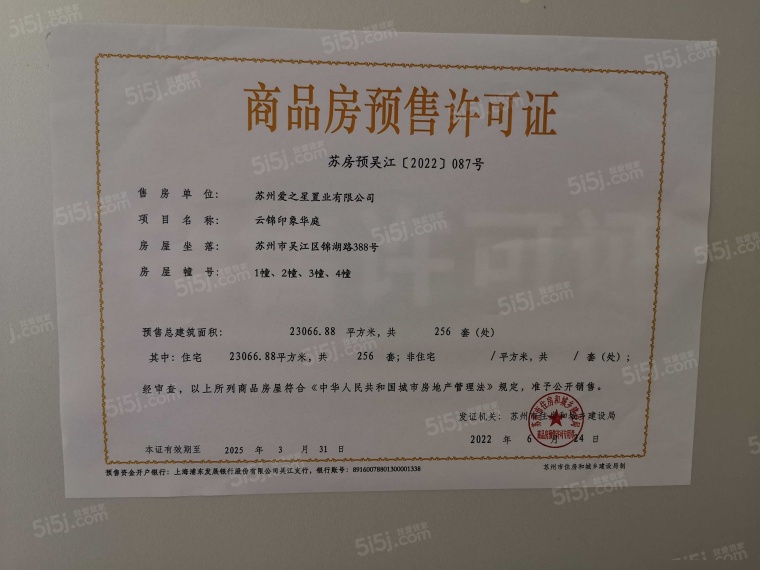 商品房预售许可证
苏房预吴江〔2022〕087号
售房单位： 苏州爱之星置业有限公司
项目名称： 云锦印象华庭
房屋坐落： 苏州市吴江区锦湖路388号
房屋幢号： 1幢、2幢、3幢、4幢
预售总建筑面积： 23066.88 平方米，共 256 套（处）
其中：住宅 23066.88平方米，共 256 套；非住宅 / 平方米，共 / 套（处）；
经审查，以上所列商品房屋符合《中华人民共和国城市房地产管理法》规定，准予公开销售。
发证机关： 苏州市住房和城乡建设局
2022 年 6 月 24 日
本证有效期至 2025 年 3 月 31 日
预售资金开户银行：上海浦东发展银行股份有限公司吴江支行，银行账号：89160078801300001338
苏州市住房和城乡建设局制
5i5j.com
我爱我家